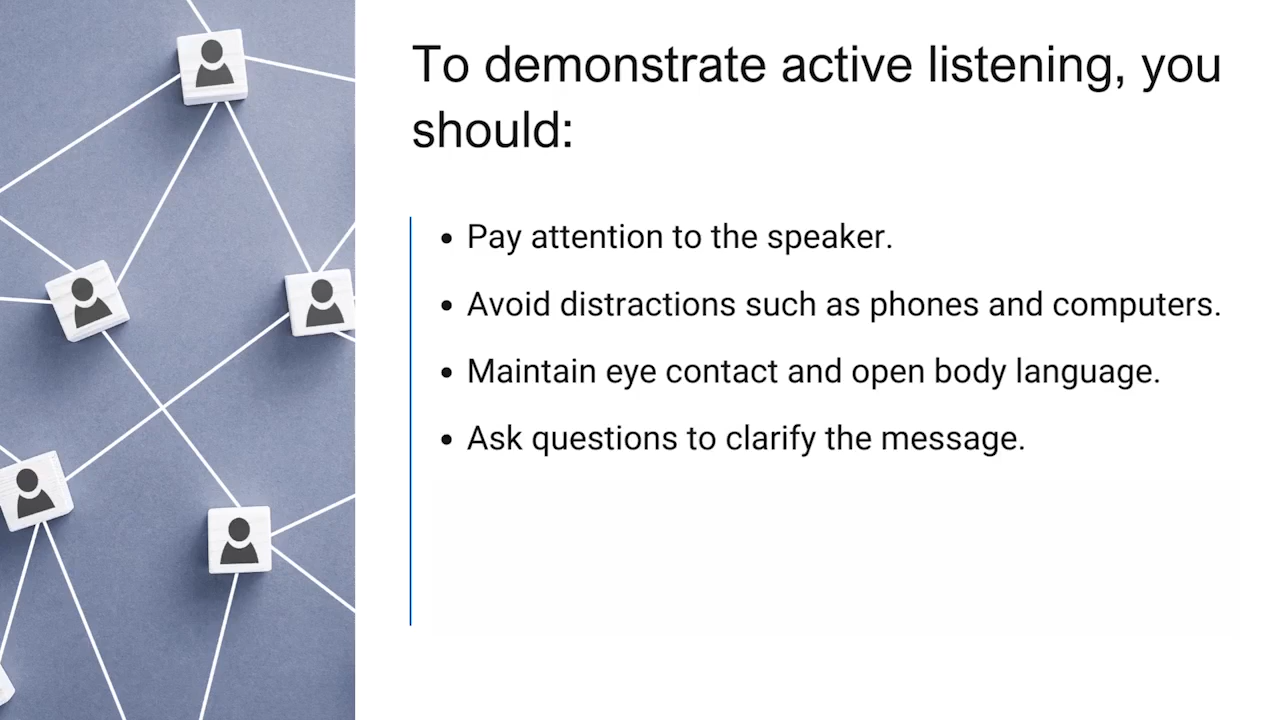 To demonstrate active listening, you
should:
• Pay attention to the speaker.
• Avoid distractions such as phones and computers.
• Maintain eye contact and open body language.
• Ask questions to clarify the message.